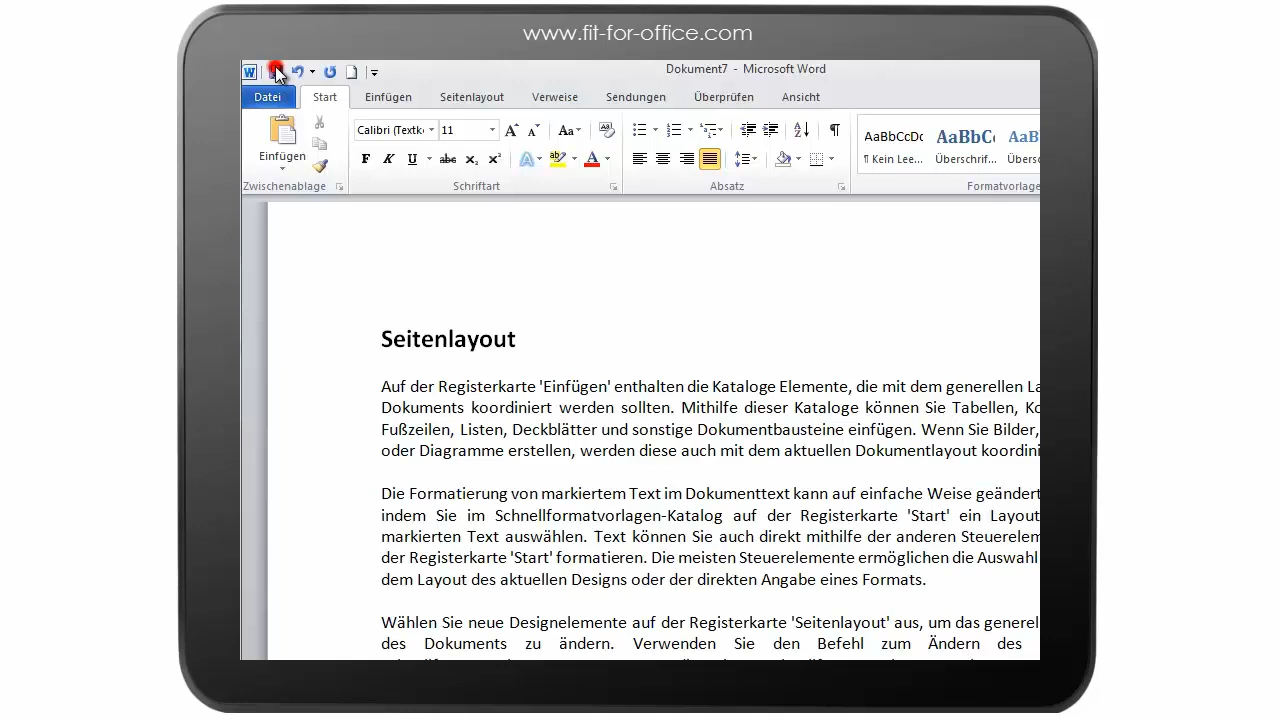 www.fit-for-office.com
Dokument7 - Microsoft Word
Datei Start Einfügen Seitenlayout Verweise Sendungen Überprüfen Ansicht
Calibri (Textk 11 Aa AaBbCcDc AaBbC AaBb
Einfügen F K U abc x₂ x² A ab A ¶ Kein Lee... Überschrif... Übers
Zwischenablage Schriftart Absatz Formatvorlage
Seitenlayout
Auf der Registerkarte 'Einfügen' enthalten die Kataloge Elemente, die mit dem generellen La
Dokuments koordiniert werden sollten. Mithilfe dieser Kataloge können Sie Tabellen, Ko
Fußzeilen, Listen, Deckblätter und sonstige Dokumentbausteine einfügen. Wenn Sie Bilder,
oder Diagramme erstellen, werden diese auch mit dem aktuellen Dokumentlayout koordini
Die Formatierung von markiertem Text im Dokumenttext kann auf einfache Weise geändert
indem Sie im Schnellformatvorlagen-Katalog auf der Registerkarte 'Start' ein Layout
markierten Text auswählen. Text können Sie auch direkt mithilfe der anderen Steuerelem
der Registerkarte 'Start' formatieren. Die meisten Steuerelemente ermöglichen die Auswahl
dem Layout des aktuellen Designs oder der direkten Angabe eines Formats.
Wählen Sie neue Designelemente auf der Registerkarte 'Seitenlayout' aus, um das generel
des Dokuments zu ändern. Verwenden Sie den Befehl zum Ändern des